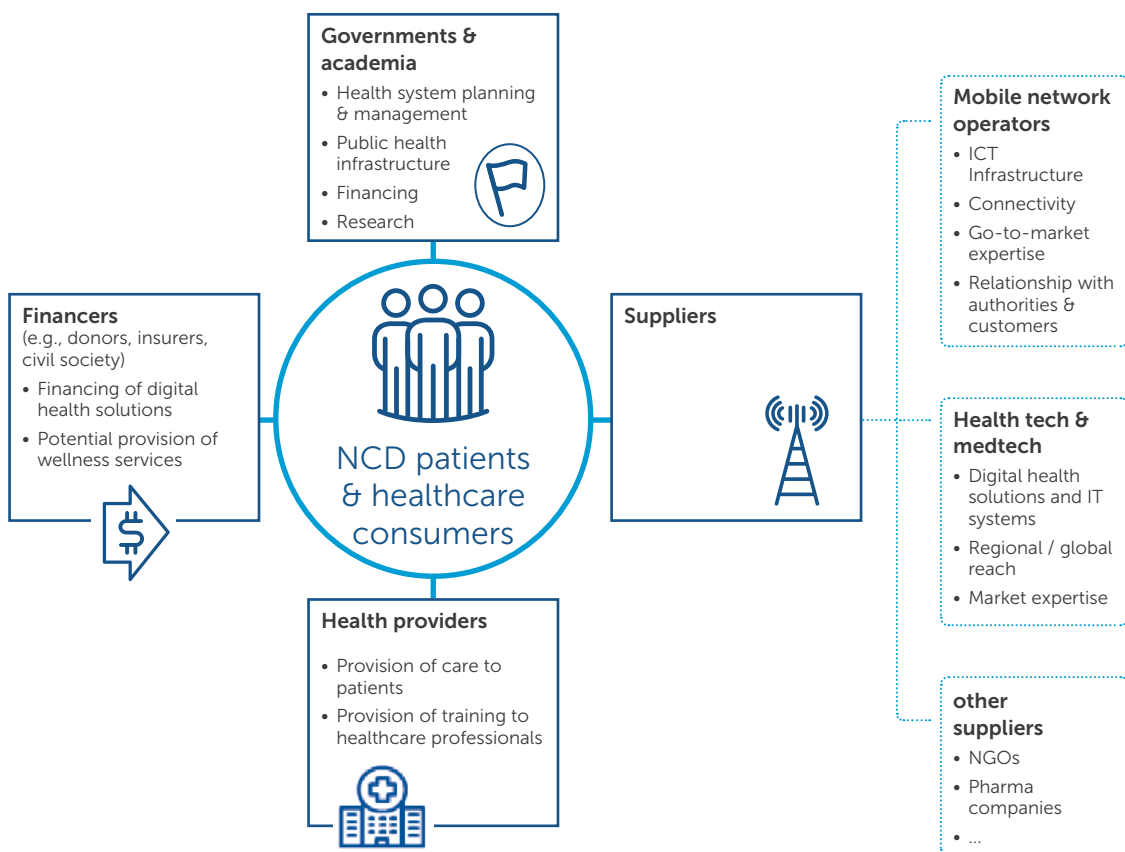 Governments &
academia
• Health system planning
& management
• Public health
infrastructure
• Financing
• Research
Financers
(e.g., donors, insurers,
civil society)
• Financing of digital
health solutions
• Potential provision of
wellness services
$
NCD patients
& healthcare
consumers
Suppliers
Health providers
• Provision of care to
patients
• Provision of training to
healthcare professionals
Mobile network
operators
• ICT
Infrastructure
• Connectivity
• Go-to-market
expertise
• Relationship with
authorities &
customers
Health tech &
medtech
• Digital health
solutions and IT
systems
• Regional / global
reach
• Market expertise
other
suppliers
• NGOs
• Pharma
companies
• ...